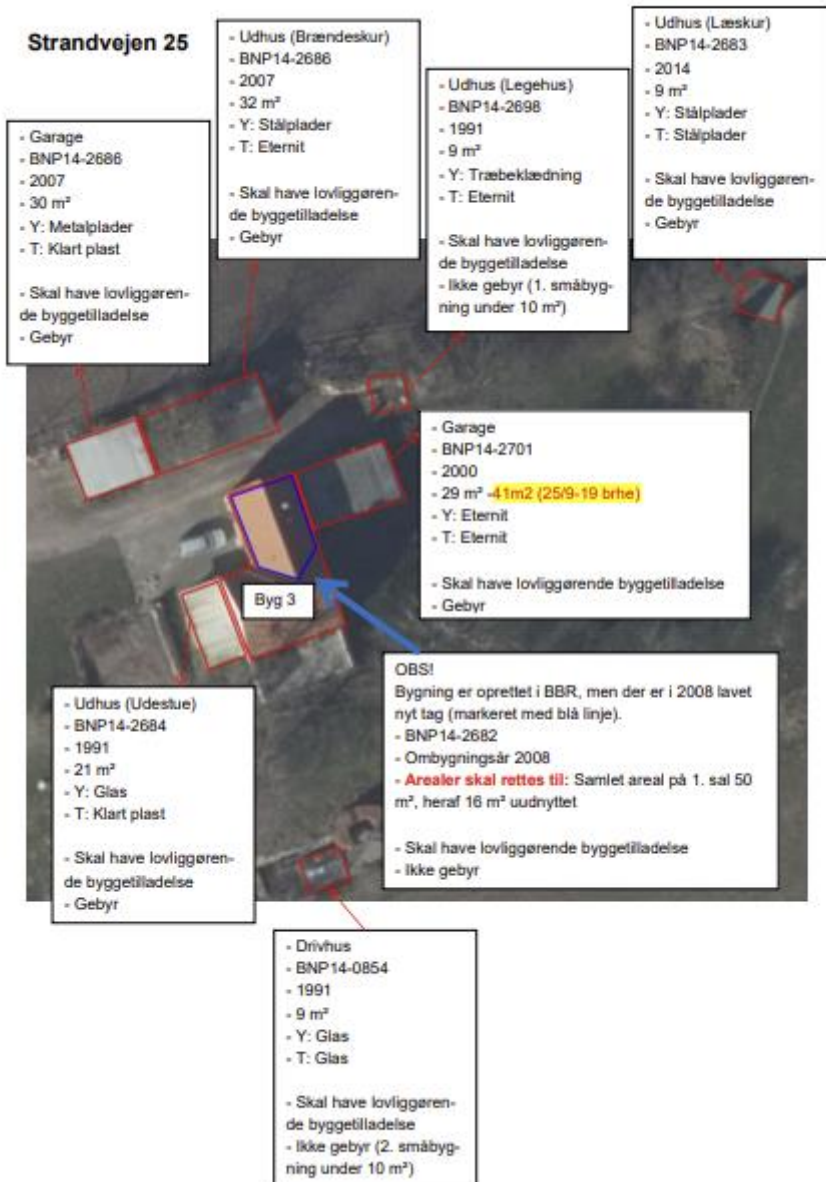 Strandvejen 25
- Garage
- BNP14-2686
- 2007
- 30 m²
- Y: Metalplader
- T: Klart plast
- Skal have lovliggøren-
de byggetilladelse
- Gebyr
- Udhus (Brændeskur)
- BNP14-2686
- 2007
- 32 m²
- Y: Stålplader
- T: Eternit
- Skal have lovliggøren-
de byggetilladelse
- Gebyr
- Udhus (Legehus)
- BNP14-2698
- 1991
- 9 m²
- Y: Træbeklædning
- T: Eternit
- Skal have lovliggøren-
de byggetilladelse
- Ikke gebyr (1. småbyg-
ning under 10 m²)
- Udhus (Læskur)
- BNP14-2683
- 2014
- 9 m²
- Y: Stålplader
- T: Stålplader
- Skal have lovliggøren-
de byggetilladelse
- Gebyr
- Garage
- BNP14-2701
- 2000
- 29 m² -41m2 (25/9-19 brhe)
- Y: Eternit
- T: Eternit
- Skal have lovliggørende byggetilladelse
- Gebyr
Byg 3
OBS!
Bygning er oprettet i BBR, men der er i 2008 lavet
nyt tag (markeret med blå linje).
- BNP14-2682
- Ombygningsår 2008
- Arealer skal rettes til: Samlet areal på 1. sal 50
m², heraf 16 m² uudnyttet
- Skal have lovliggørende byggetilladelse
- Ikke gebyr
- Udhus (Udestue)
- BNP14-2684
- 1991
- 21 m²
- Y: Glas
- T: Klart plast
- Skal have lovliggøren-
de byggetilladelse
- Gebyr
- Drivhus
- BNP14-0854
- 1991
- 9 m²
- Y: Glas
- T: Glas
- Skal have lovliggøren-
de byggetilladelse
- Ikke gebyr (2. småbyg-
ning under 10 m²)